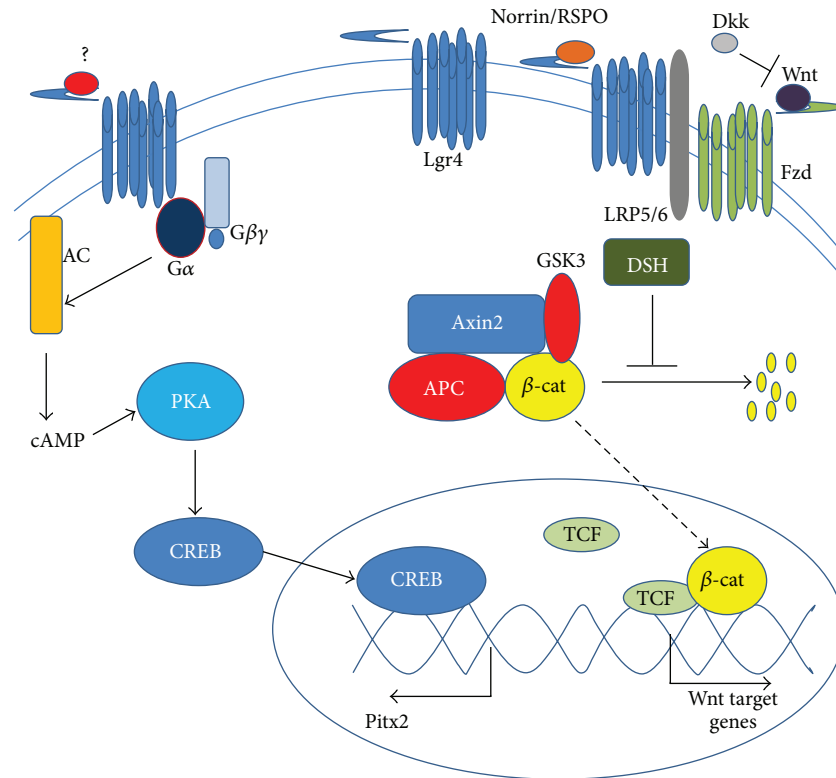 Norrin/RSPO
Dkk
?
Wnt
Lgr4
Fzd
LRP5/6
Gβγ
AC
Gα
GSK3
DSH
Axin2
APC
β-cat
PKA
cAMP
CREB
TCF
CREB
β-cat
TCF
Pitx2
Wnt target
genes